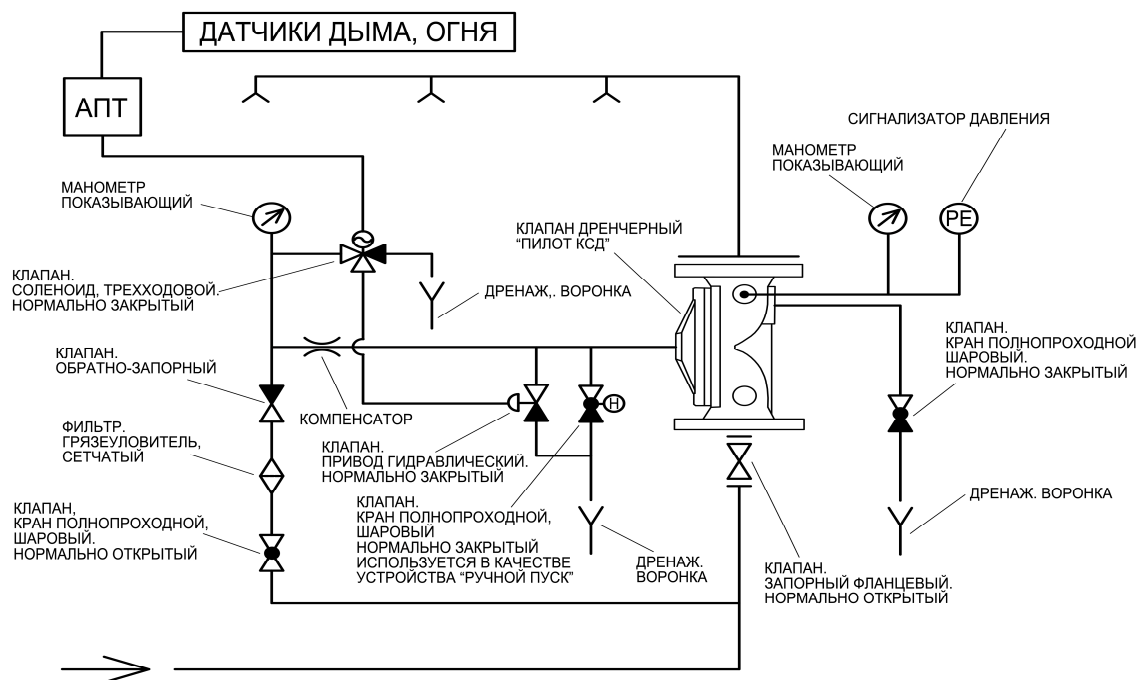 ДАТЧИКИ ДЫМА, ОГНЯ
АПТ
СИГНАЛИЗАТОР ДАВЛЕНИЯ
МАНОМЕТР
ПОКАЗЫВАЮЩИЙ
PE
МАНОМЕТР
ПОКАЗЫВАЮЩИЙ
КЛАПАН ДРЕНЧЕРНЫЙ
“ПИЛОТ КСД”
КЛАПАН.
СОЛЕНОИД, ТРЕХХОДОВОЙ.
НОРМАЛЬНО ЗАКРЫТЫЙ
ДРЕНАЖ,. ВОРОНКА
КЛАПАН.
КРАН ПОЛНОПРОХОДНОЙ
ШАРОВЫЙ.
НОРМАЛЬНО ЗАКРЫТЫЙ
КЛАПАН.
ОБРАТНО-ЗАПОРНЫЙ
КОМПЕНСАТОР
Н
ФИЛЬТР.
ГРЯЗЕУЛОВИТЕЛЬ,
СЕТЧАТЫЙ
КЛАПАН.
ПРИВОД ГИДРАВЛИЧЕСКИЙ.
НОРМАЛЬНО ЗАКРЫТЫЙ
КЛАПАН,
КРАН ПОЛНОПРОХОДНОЙ,
ШАРОВЫЙ.
НОРМАЛЬНО ОТКРЫТЫЙ
КЛАПАН.
КРАН ПОЛНОПРОХОДНОЙ,
ШАРОВЫЙ
НОРМАЛЬНО ЗАКРЫТЫЙ
ИСПОЛЬЗУЕТСЯ В КАЧЕСТВЕ
УСТРОЙСТВА “РУЧНОЙ ПУСК”
ДРЕНАЖ.
ВОРОНКА
ДРЕНАЖ. ВОРОНКА
КЛАПАН.
ЗАПОРНЫЙ ФЛАНЦЕВЫЙ.
НОРМАЛЬНО ОТКРЫТЫЙ